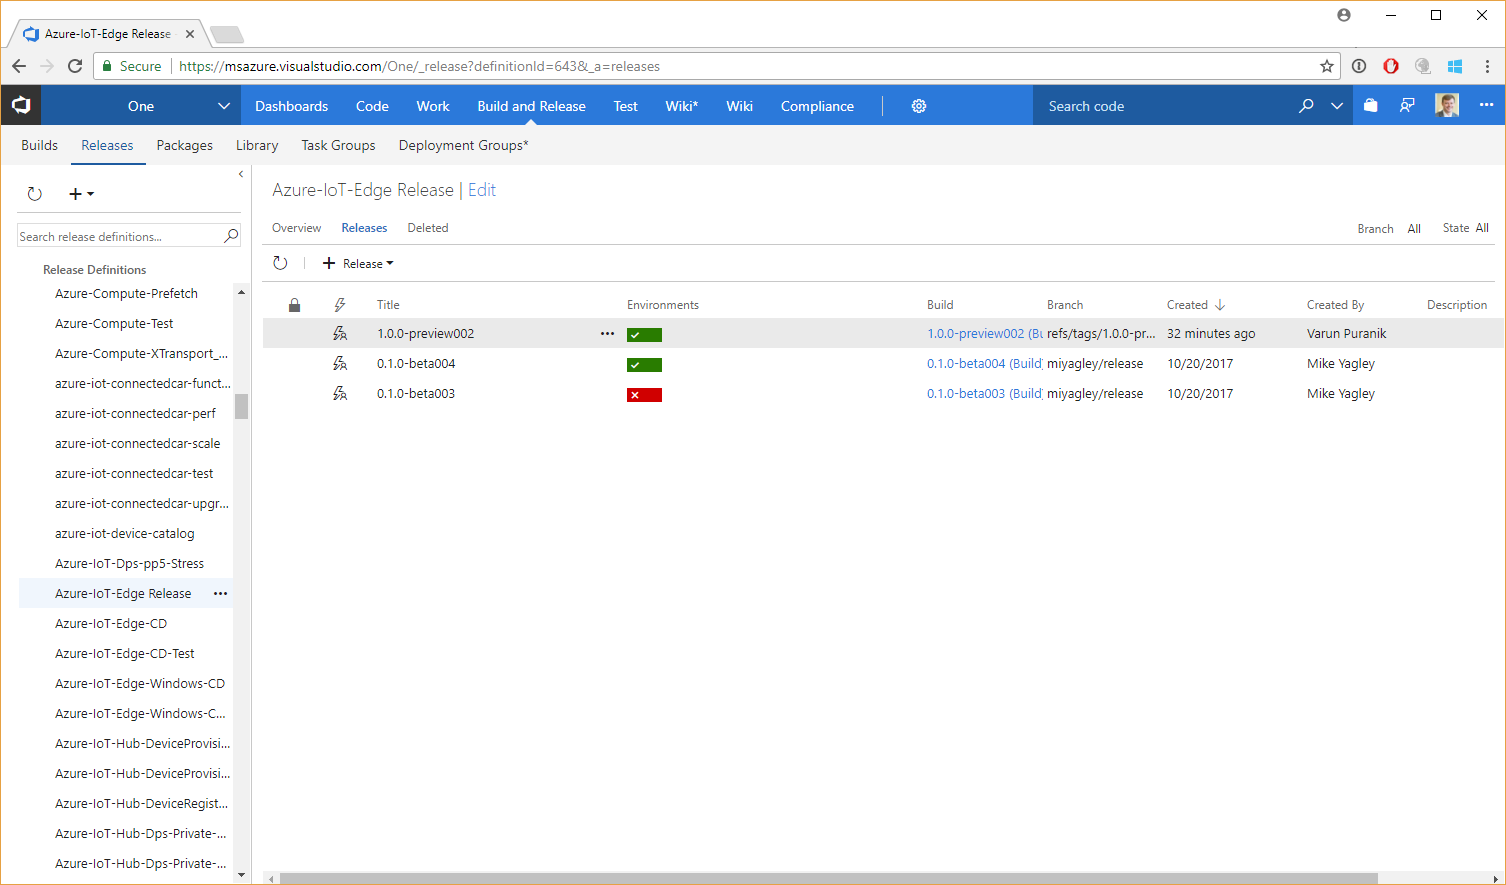 Azure-IoT-Edge Release
Secure https://msazure.visualstudio.com/One/_release?definitionId=643&_a=releases
One Dashboards Code Work Build and Release Test Wiki* Wiki Compliance Search code
Builds Releases Packages Library Task Groups Deployment Groups*
Azure-IoT-Edge Release | Edit
Overview Releases Deleted Branch All State All
Search release definitions...
+ Release
Release Definitions
Azure-Compute-Prefetch
Azure-Compute-Test
Azure-Compute-XTransport_...
azure-iot-connectedcar-funct...
azure-iot-connectedcar-perf
azure-iot-connectedcar-scale
azure-iot-connectedcar-test
azure-iot-connectedcar-upgr...
azure-iot-device-catalog
Azure-IoT-Dps-pp5-Stress
Azure-IoT-Edge Release ...
Azure-IoT-Edge-CD
Azure-IoT-Edge-CD-Test
Azure-IoT-Edge-Windows-CD
Azure-IoT-Edge-Windows-C...
Azure-IoT-Hub-DeviceProvisi...
Azure-IoT-Hub-DeviceProvisi...
Azure-IoT-Hub-DeviceRegist...
Azure-IoT-Hub-Dps-Private-...
Azure-IoT-Hub-Dps-Private-...
Title Environments Build Branch Created Created By Description
1.0.0-preview002 ... 1.0.0-preview002 (Bu refs/tags/1.0.0-pr... 32 minutes ago Varun Puranik
0.1.0-beta004 0.1.0-beta004 (Build miyagley/release 10/20/2017 Mike Yagley
0.1.0-beta003 0.1.0-beta003 (Build miyagley/release 10/20/2017 Mike Yagley